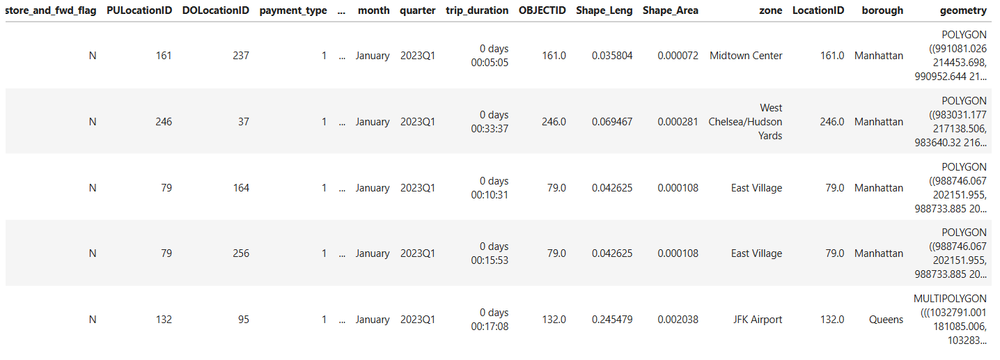 store_and_fwd_flag PULocationID DOLocationID payment_type ... month quarter trip_duration OBJECTID Shape_Leng Shape_Area zone LocationID borough geometry
N 161 237 1 ... January 2023Q1 0 days 00:05:05 161.0 0.035804 0.000072 Midtown Center 161.0 Manhattan POLYGON ((991081.026 214453.698, 990952.644 21...
N 246 37 1 ... January 2023Q1 0 days 00:33:37 246.0 0.069467 0.000281 West Chelsea/Hudson Yards 246.0 Manhattan POLYGON ((983031.177 217138.506, 983640.32 216...
N 79 164 1 ... January 2023Q1 0 days 00:10:31 79.0 0.042625 0.000108 East Village 79.0 Manhattan POLYGON ((988746.067 202151.955, 988733.885 20...
N 79 256 1 ... January 2023Q1 0 days 00:15:53 79.0 0.042625 0.000108 East Village 79.0 Manhattan POLYGON ((988746.067 202151.955, 988733.885 20...
N 132 95 1 ... January 2023Q1 0 days 00:17:08 132.0 0.245479 0.002038 JFK Airport 132.0 Queens MULTIPOLYGON (((1032791.001 181085.006, 103283...